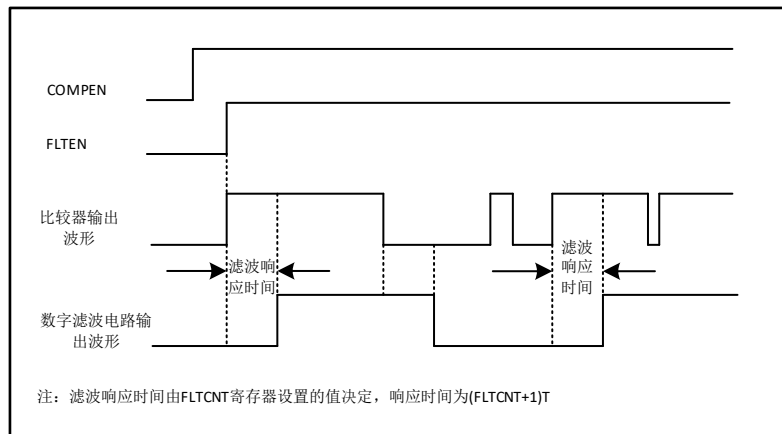 COMPEN
FLTEN
比较器输出
波形
滤波响
应时间
滤波
响应
时间
数字滤波电路输
出波形
注：滤波响应时间由FLTCNT寄存器设置的值决定，响应时间为(FLTCNT+1)T